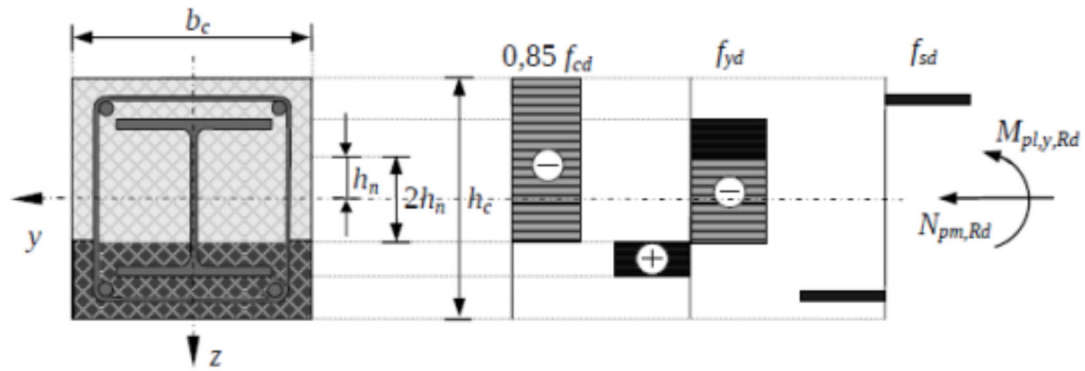 b_c
0,85 f_cd
f_yd
f_sd
h_n
2h_n
h_c
M_pl,y,Rd
N_pm,Rd
y
z